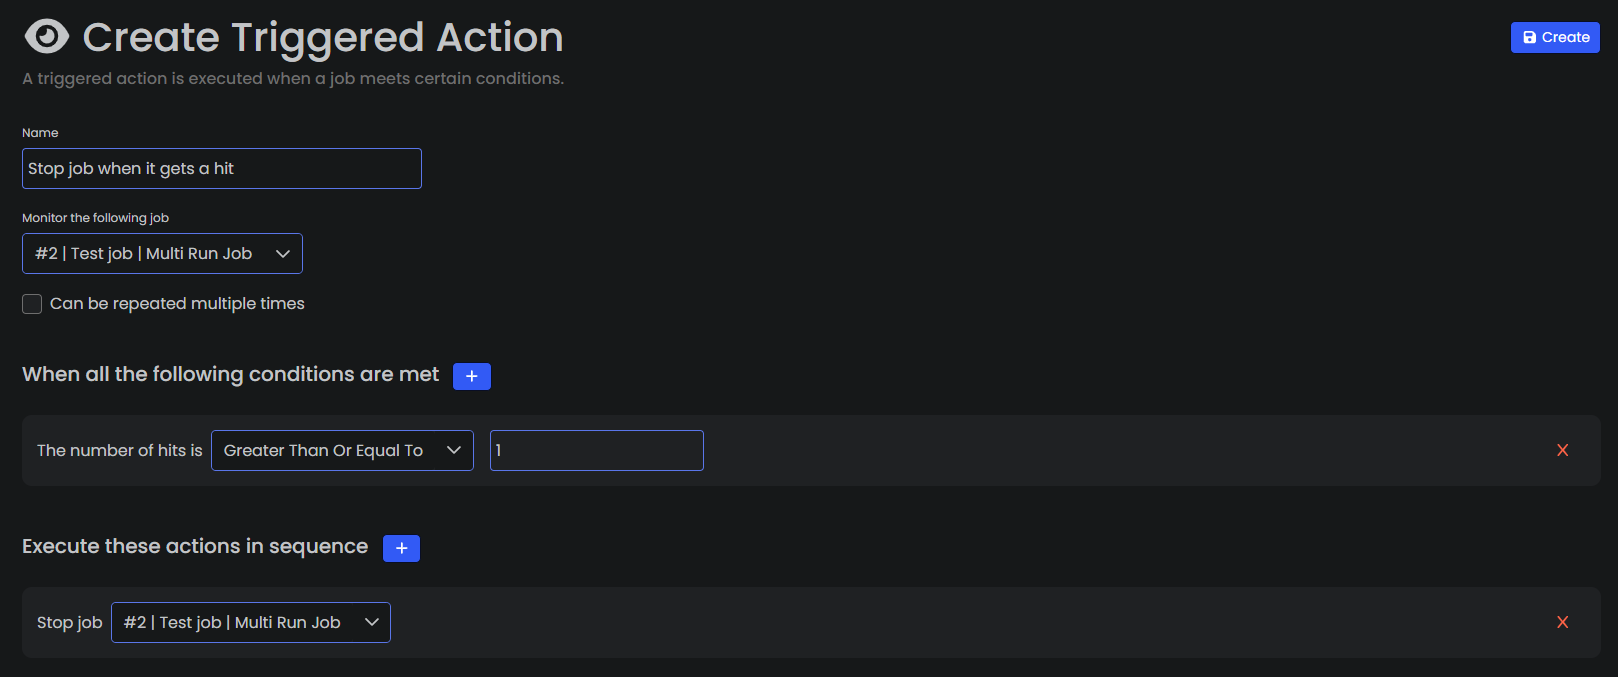 Create Triggered Action
Create
A triggered action is executed when a job meets certain conditions.
Name
Stop job when it gets a hit
Monitor the following job
#2 | Test job | Multi Run Job
Can be repeated multiple times
When all the following conditions are met +
The number of hits is Greater Than Or Equal To 1 X
Execute these actions in sequence +
Stop job #2 | Test job | Multi Run Job X